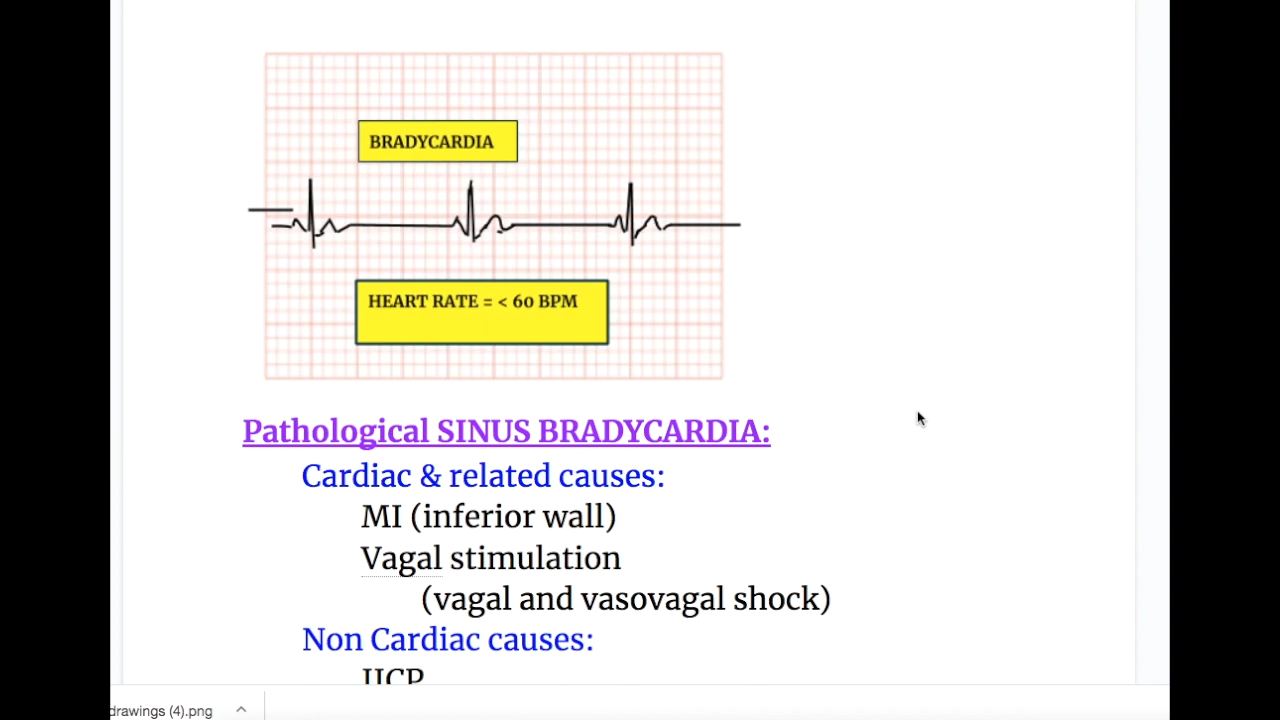 BRADYCARDIA
HEART RATE = < 60 BPM
Pathological SINUS BRADYCARDIA:
Cardiac & related causes:
MI (inferior wall)
Vagal stimulation
(vagal and vasovagal shock)
Non Cardiac causes:
drawings (4).png